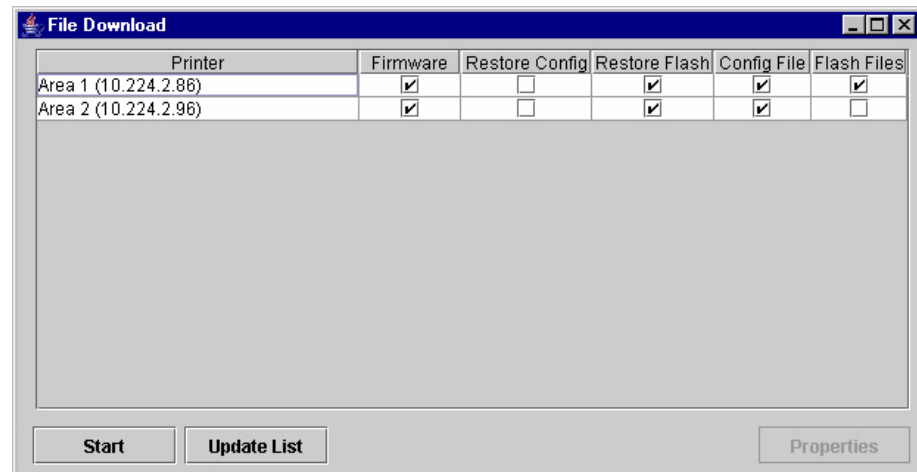 File Download
Printer Firmware Restore Config Restore Flash Config File Flash Files
Area 1 (10.224.2.86)
Area 2 (10.224.2.96)
Start Update List Properties